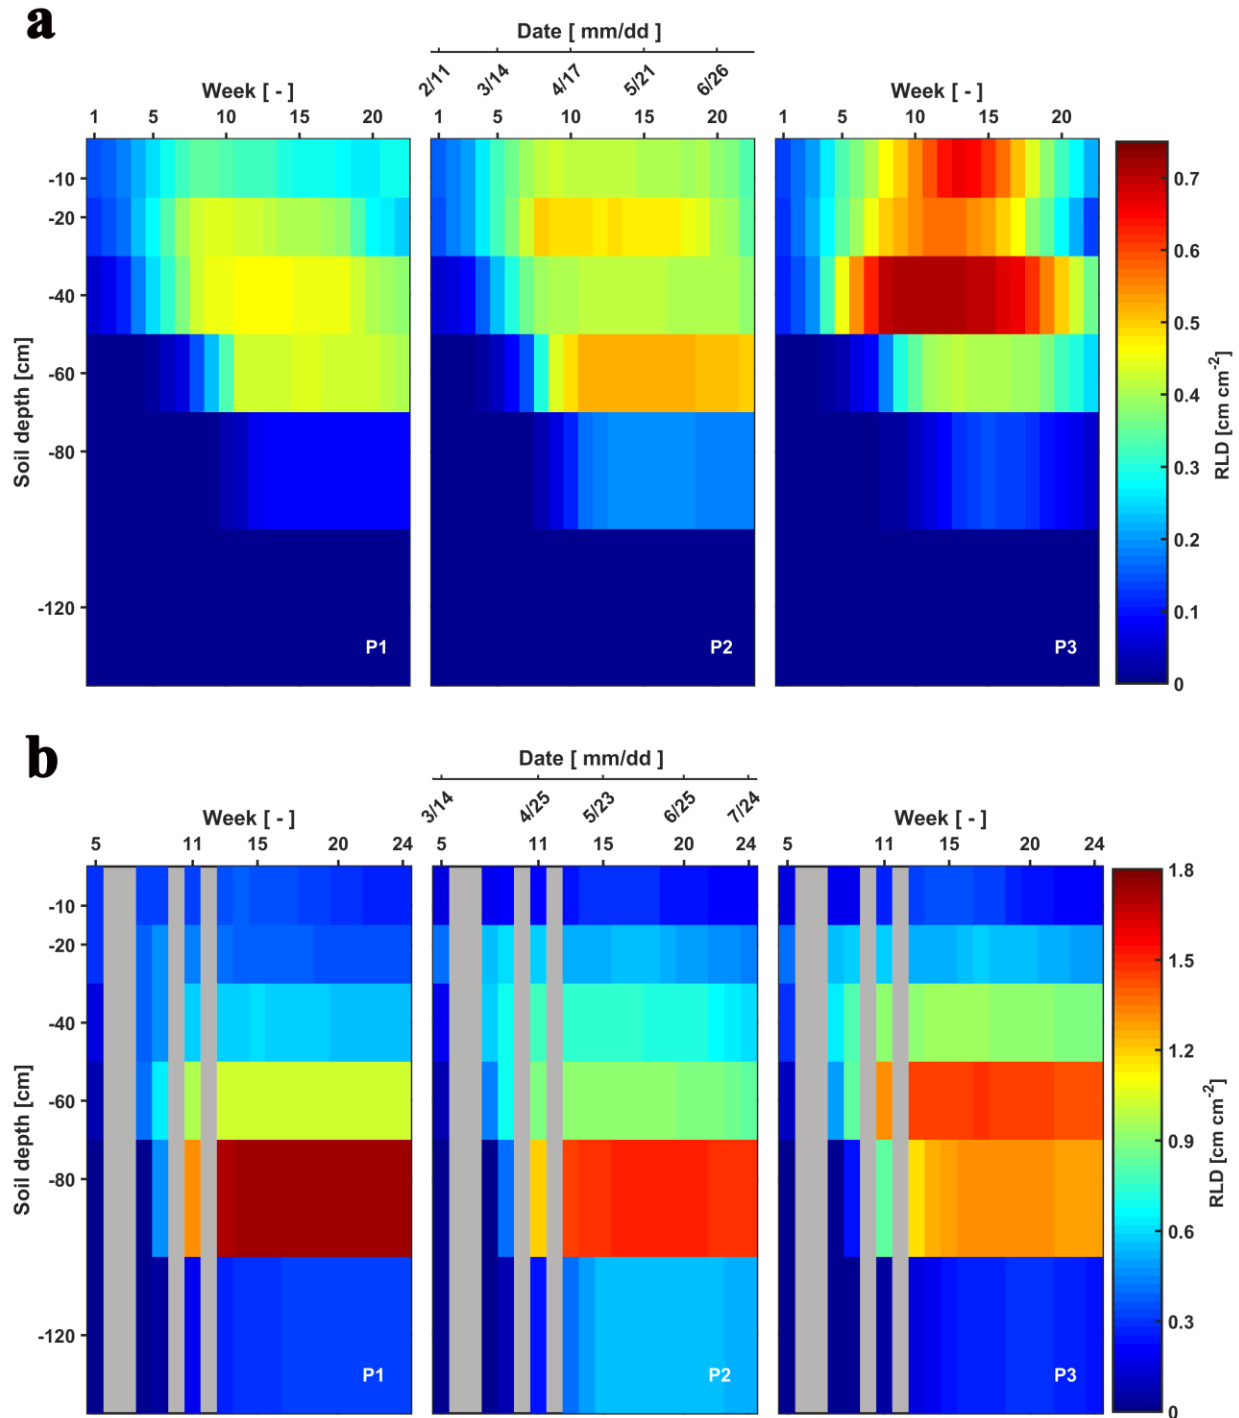 a
Date [ mm/dd ]
2/11 3/14 4/17 5/21 6/26
Week [ - ]
Week [ - ]
1 5 10 15 20
1 5 10 15 20
1 5 10 15 20
Soil depth [cm]
-10
-20
-40
-60
-80
-120
P1
P2
P3
0.7
0.6
0.5
0.4
0.3
0.2
0.1
0
RLD [cm cm-2]
b
Date [ mm/dd ]
3/14 4/25 5/23 6/25 7/24
Week [ - ]
Week [ - ]
5 11 15 20 24
5 11 15 20 24
5 11 15 20 24
Soil depth [cm]
-10
-20
-40
-60
-80
-120
P1
P2
P3
1.8
1.5
1.2
0.9
0.6
0.3
0
RLD [cm cm-2]